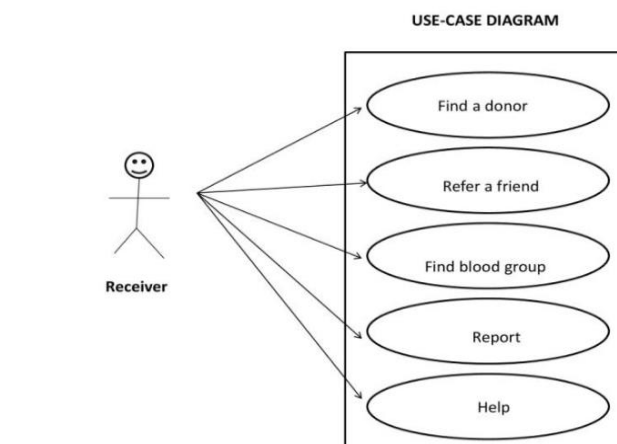 USE-CASE DIAGRAM
Find a donor
Refer a friend
Find blood group
Receiver
Report
Help